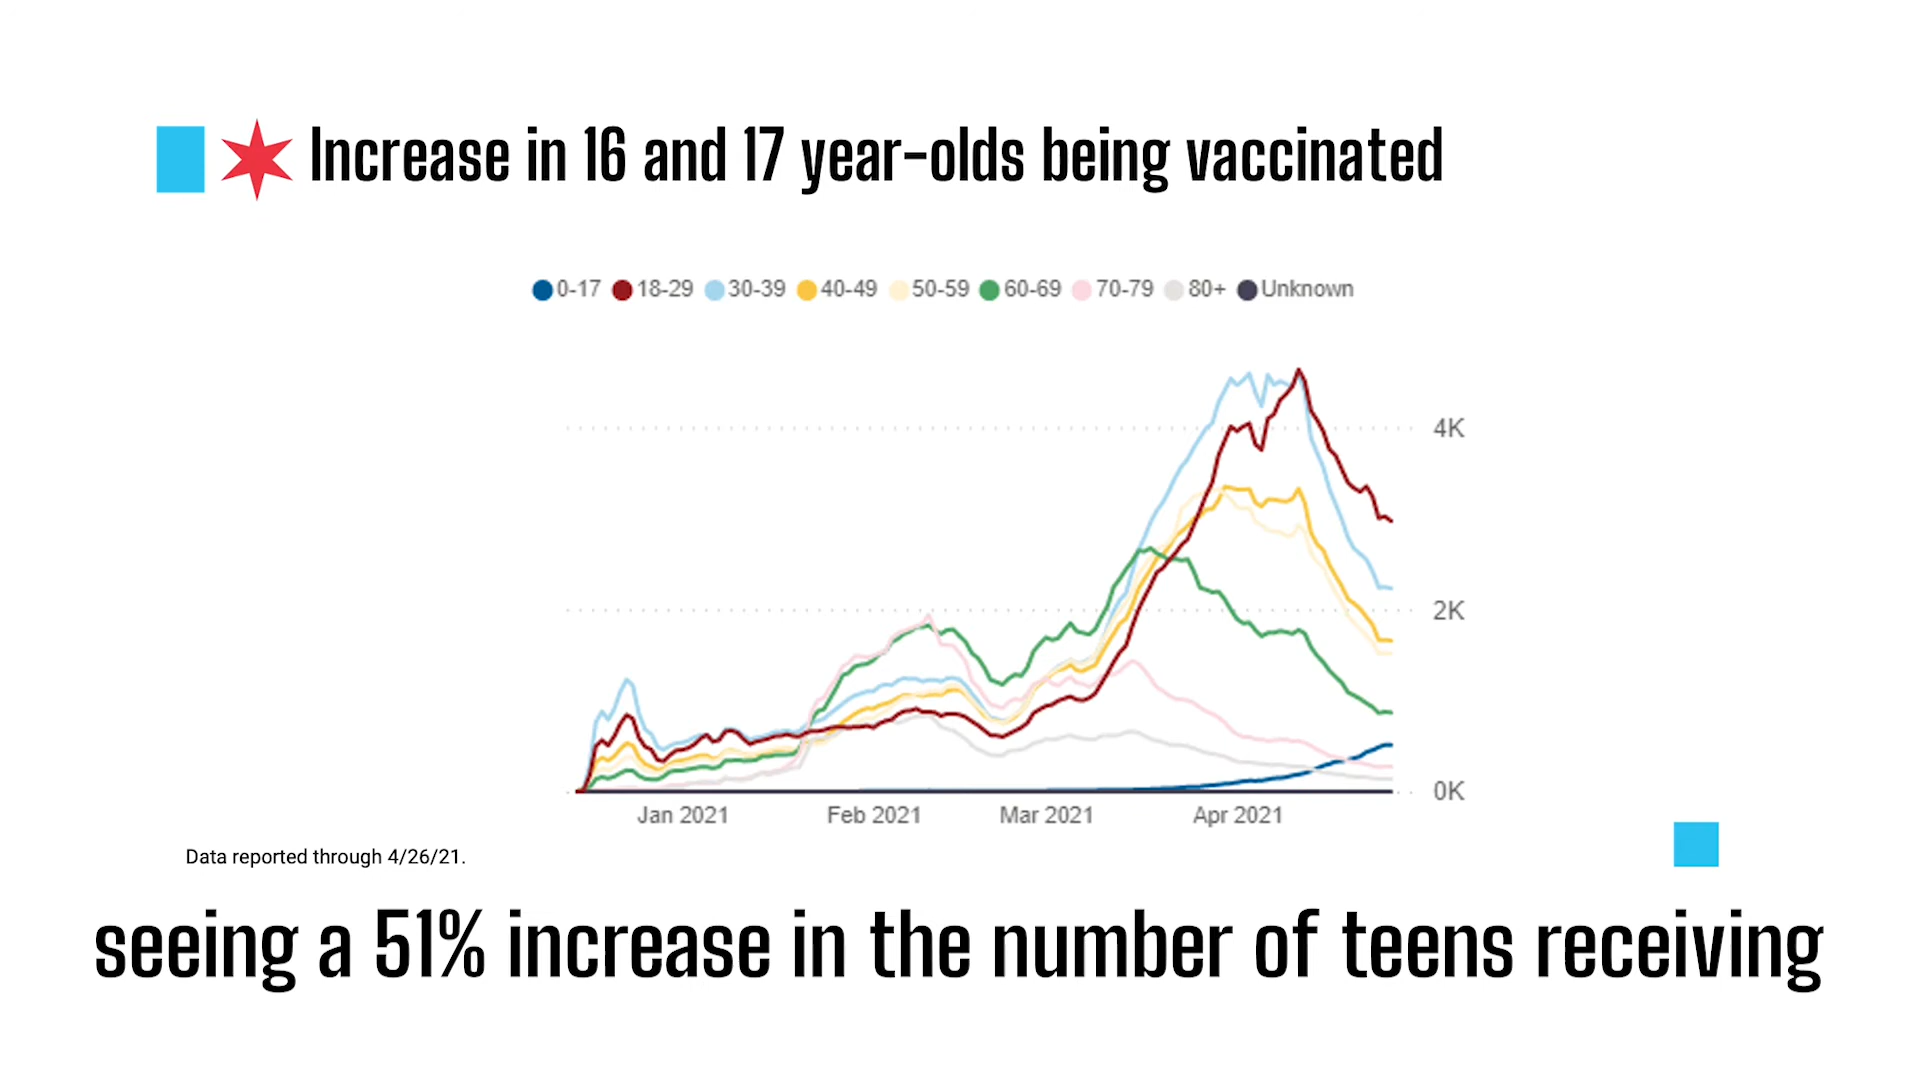 Increase in 16 and 17 year-olds being vaccinated
0-17 18-29 30-39 40-49 50-59 60-69 70-79 80+ Unknown
4K
2K
0K
Jan 2021 Feb 2021 Mar 2021 Apr 2021
Data reported through 4/26/21.
seeing a 51% increase in the number of teens receiving